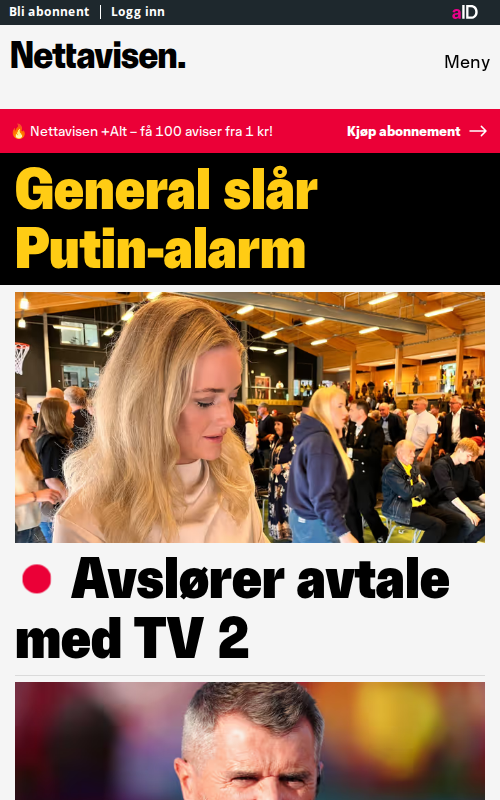 Bli abonnent | Logg inn
aID
Nettavisen.
Meny
🔥 Nettavisen +Alt – få 100 aviser fra 1 kr!
Kjøp abonnement →
General slår
Putin-alarm
Avslører avtale
med TV 2